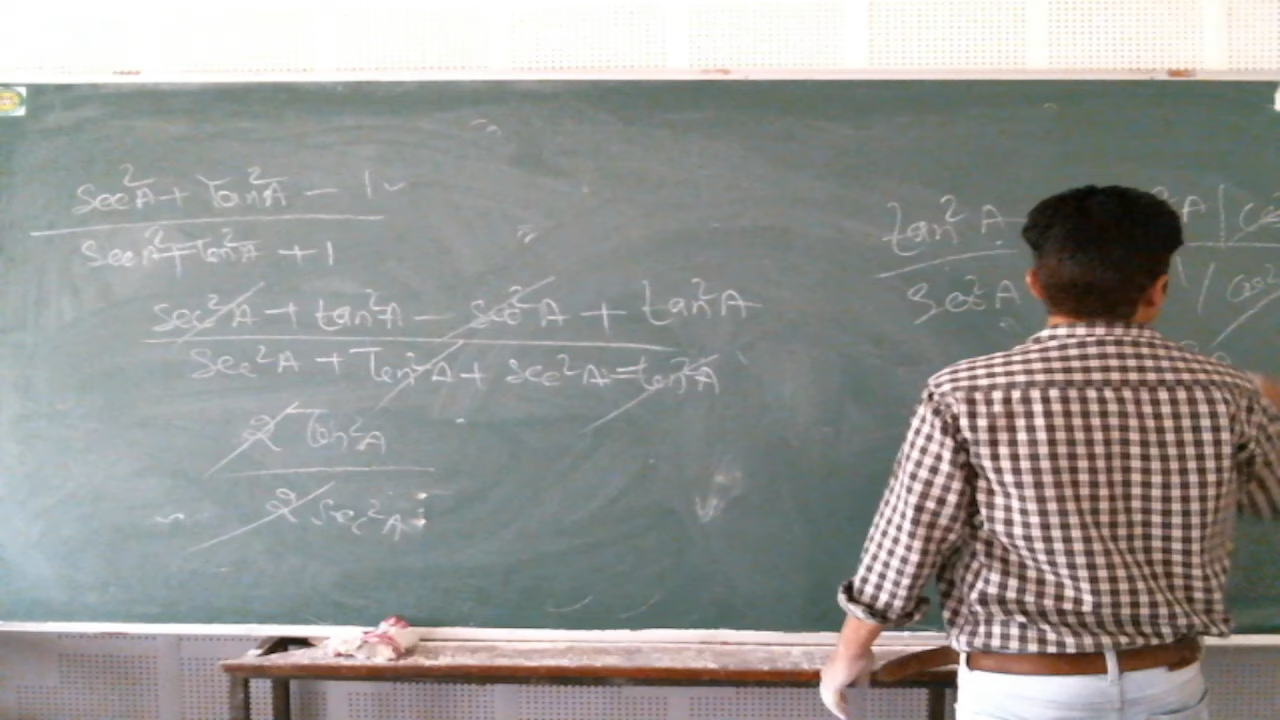 sec²A + tan²A - 1
sec²A + tan²A + 1
sec²A + tan²A - sec²A + tan²A
sec²A + tan²A + sec²A - tan²A
2 tan²A
2 sec²A
tan²A
sec²A